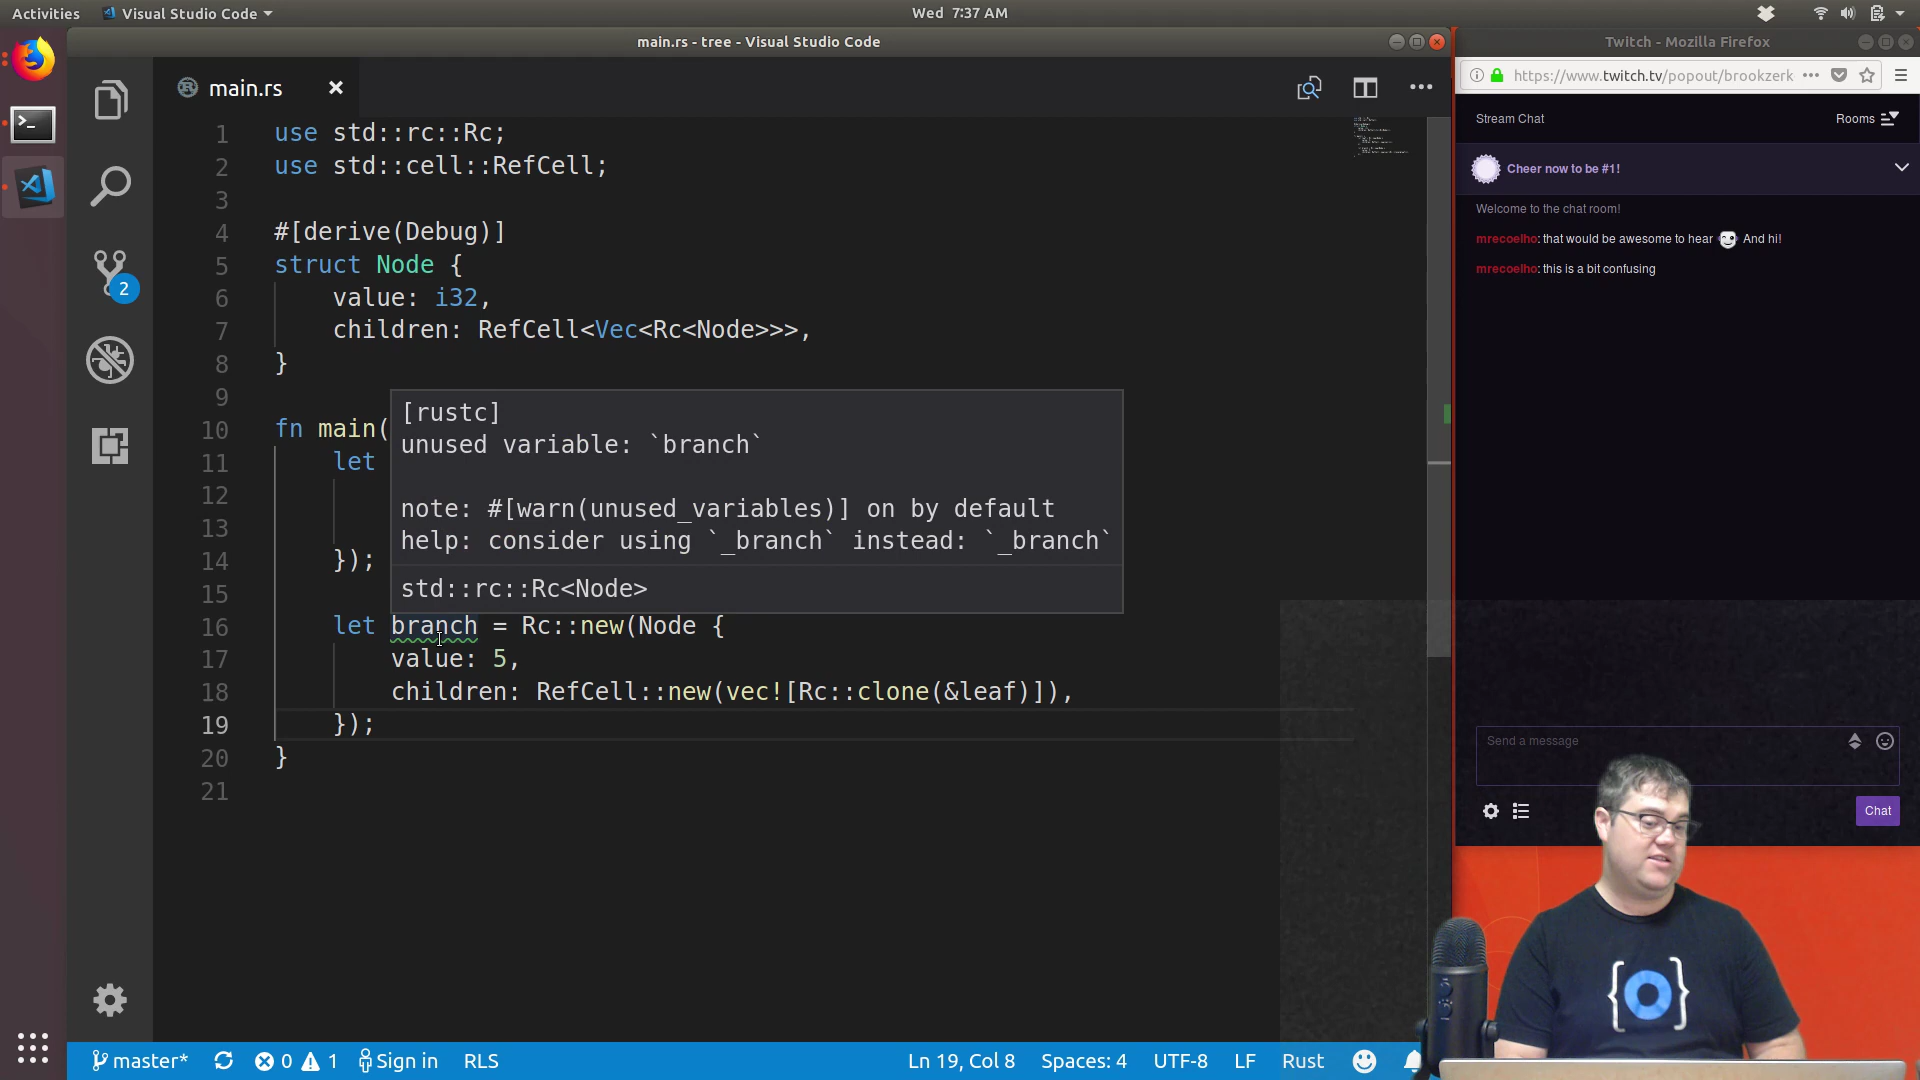 Activities
Visual Studio Code
Wed 7:37 AM
main.rs - tree - Visual Studio Code
Twitch - Mozilla Firefox
https://www.twitch.tv/popout/brookzerk
main.rs
Stream Chat
Rooms
Cheer now to be #1!
Welcome to the chat room!
mrecoelho: that would be awesome to hear And hi!
mrecoelho: this is a bit confusing
1 use std::rc::Rc;
2 use std::cell::RefCell;
3
4 #[derive(Debug)]
5 struct Node {
6 value: i32,
7 children: RefCell<Vec<Rc<Node>>>,
8 }
9
10 fn main(
11 let
12
13
14 });
15
[rustc]
unused variable: `branch`
note: #[warn(unused_variables)] on by default
help: consider using `_branch` instead: `_branch`
std::rc::Rc<Node>
16 let branch = Rc::new(Node {
17 value: 5,
18 children: RefCell::new(vec![Rc::clone(&leaf)]),
19 });
20 }
21
2
Send a message
Chat
master*
0
1
Sign in
RLS
Ln 19, Col 8
Spaces: 4
UTF-8
LF
Rust